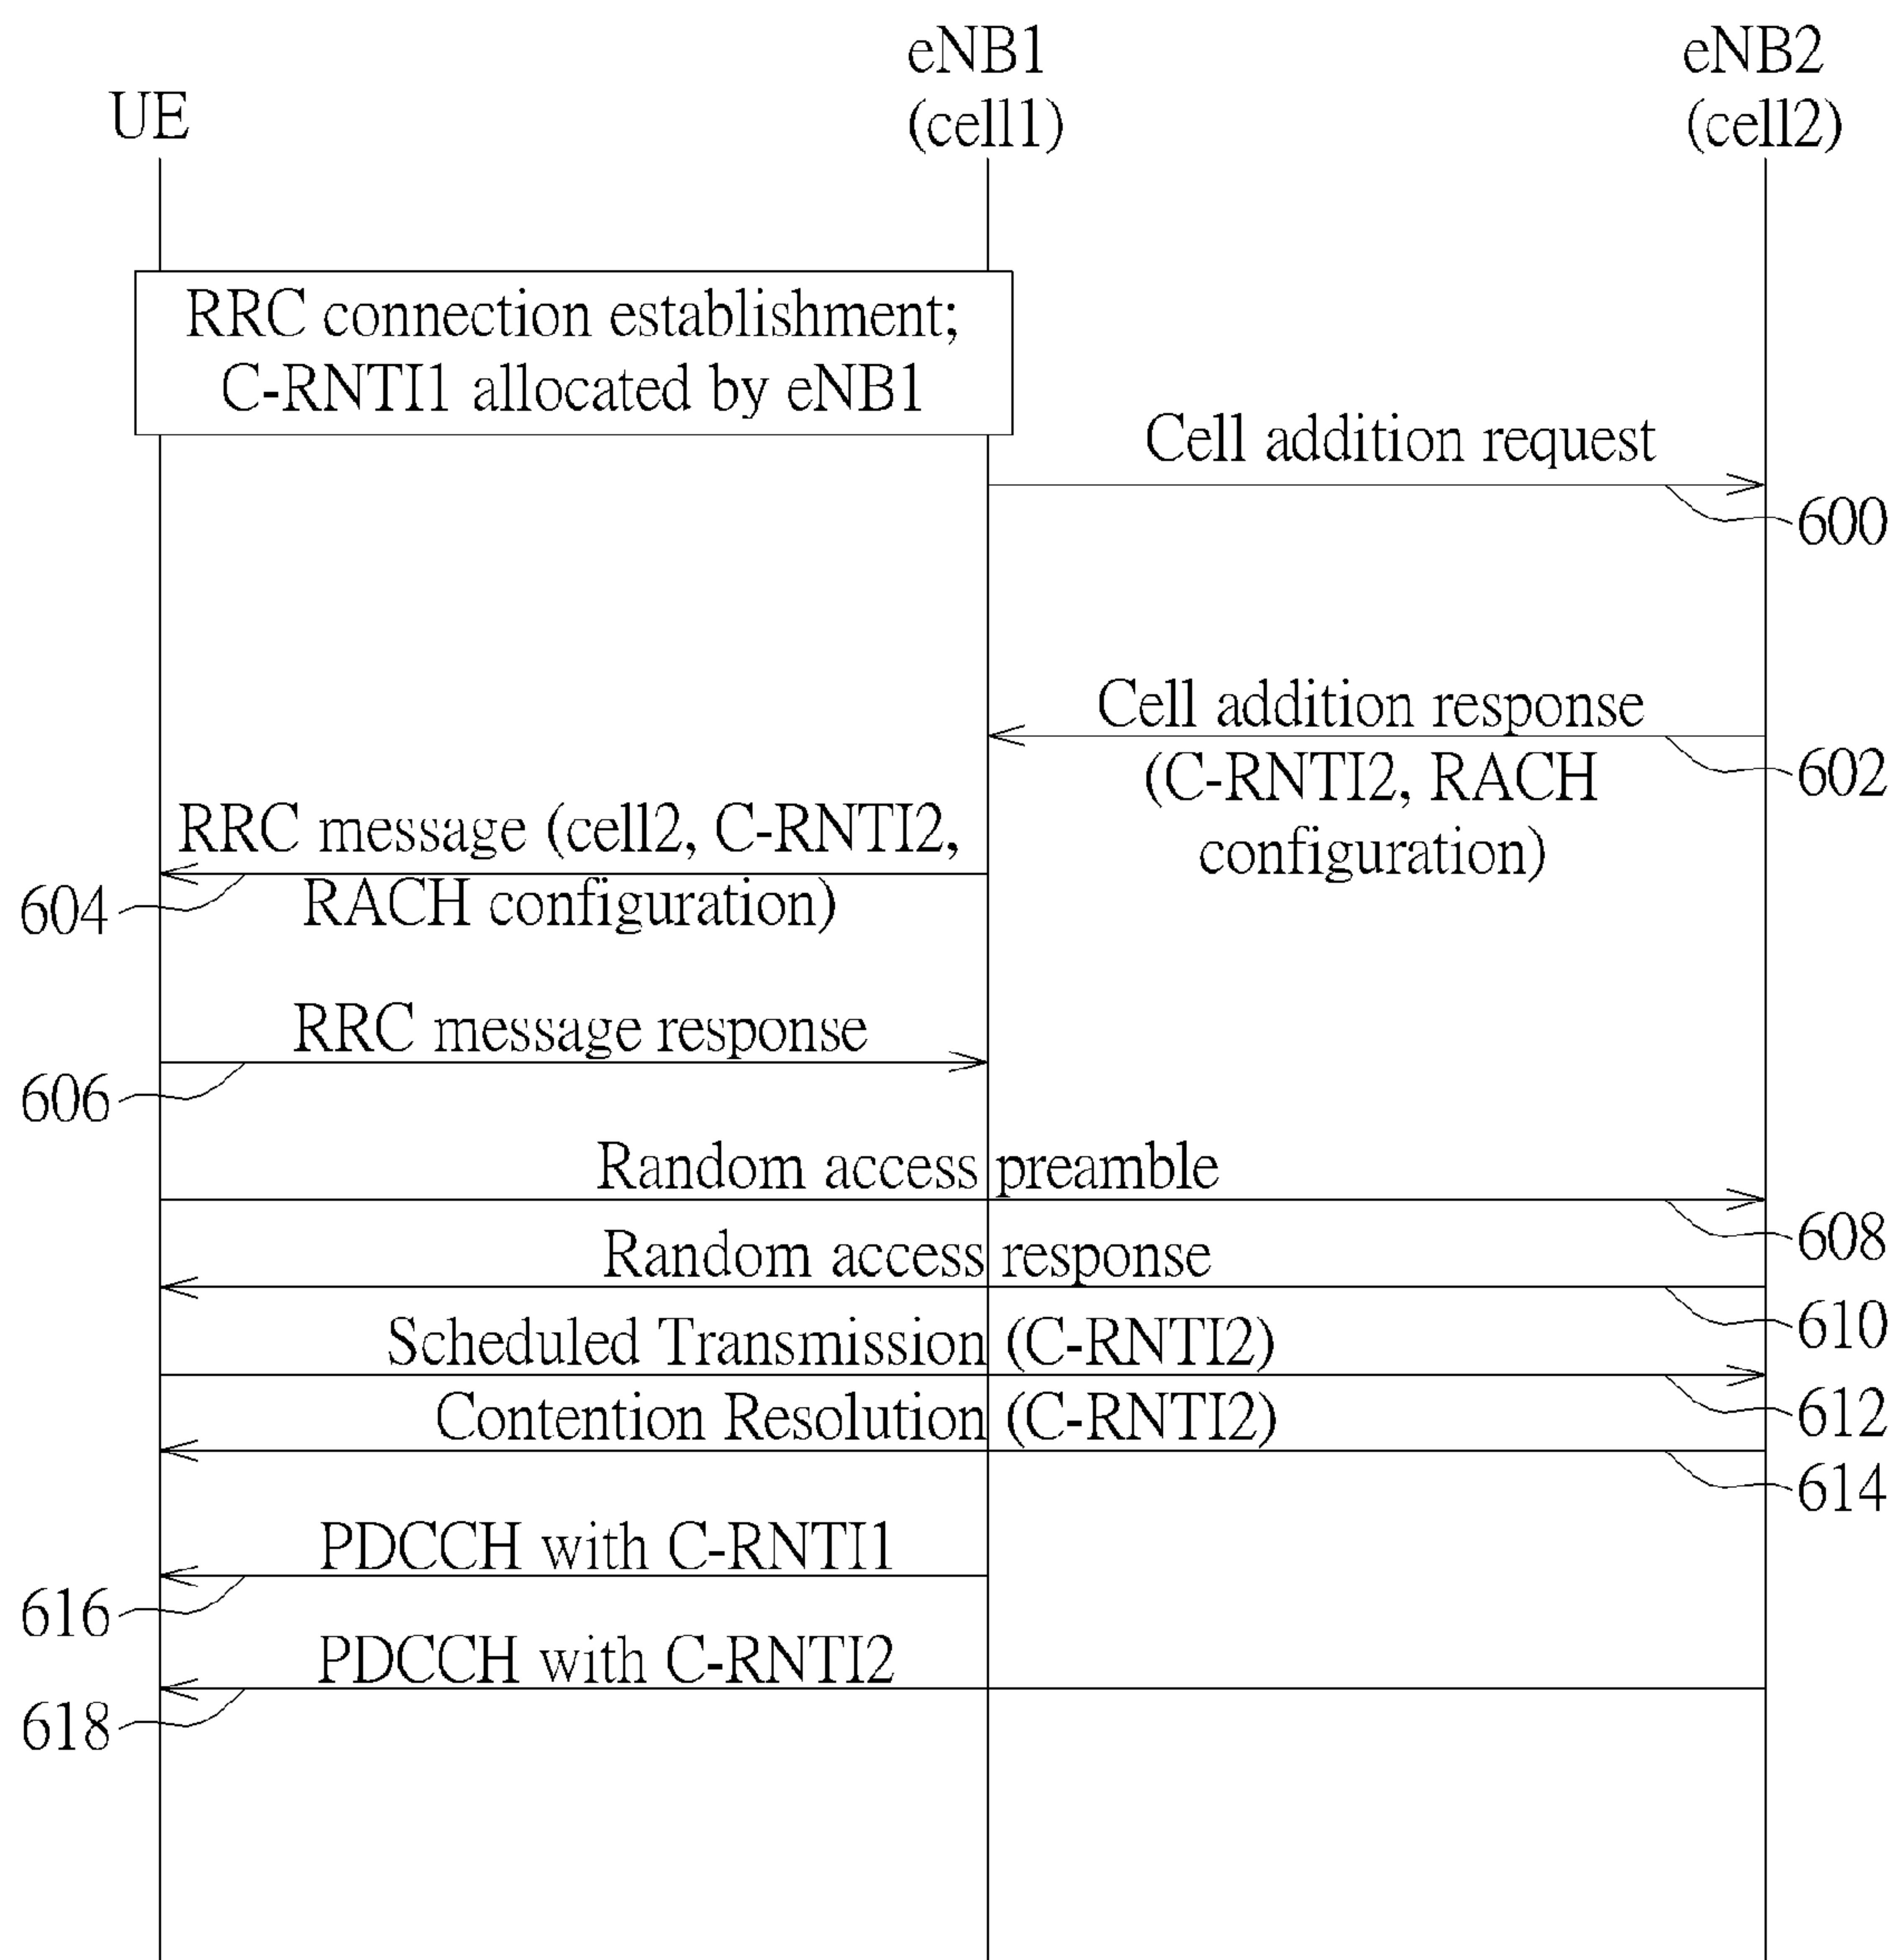 UE
eNB1
(cell1)
eNB2
(cell2)
RRC connection establishment;
C-RNTI1 allocated by eNB1
Cell addition request
600
Cell addition response
(C-RNTI2, RACH
configuration)
602
RRC message (cell2, C-RNTI2,
RACH configuration)
604
RRC message response
606
Random access preamble
608
Random access response
610
Scheduled Transmission (C-RNTI2)
612
Contention Resolution (C-RNTI2)
614
PDCCH with C-RNTI1
616
PDCCH with C-RNTI2
618